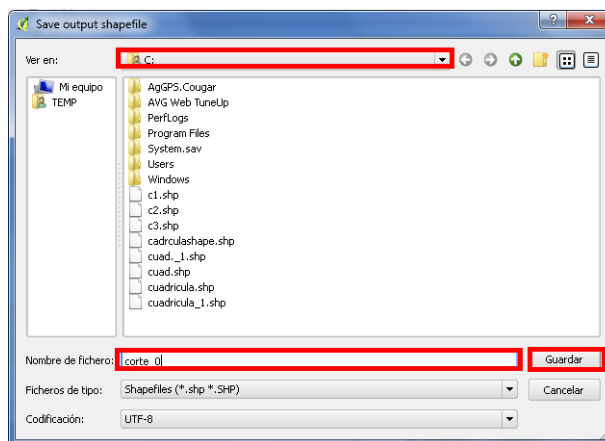 Save output shapefile
Ver en:
C:
Mi equipo
TEMP
AgGPS.Cougar
AVG Web TuneUp
PerfLogs
Program Files
System.sav
Users
Windows
c1.shp
c2.shp
c3.shp
cadrculashape.shp
cuad._1.shp
cuad.shp
cuadricula.shp
cuadricula_1.shp
Nombre de fichero:
corte 0
Guardar
Ficheros de tipo:
Shapefiles (*.shp *.SHP)
Cancelar
Codificación:
UTF-8